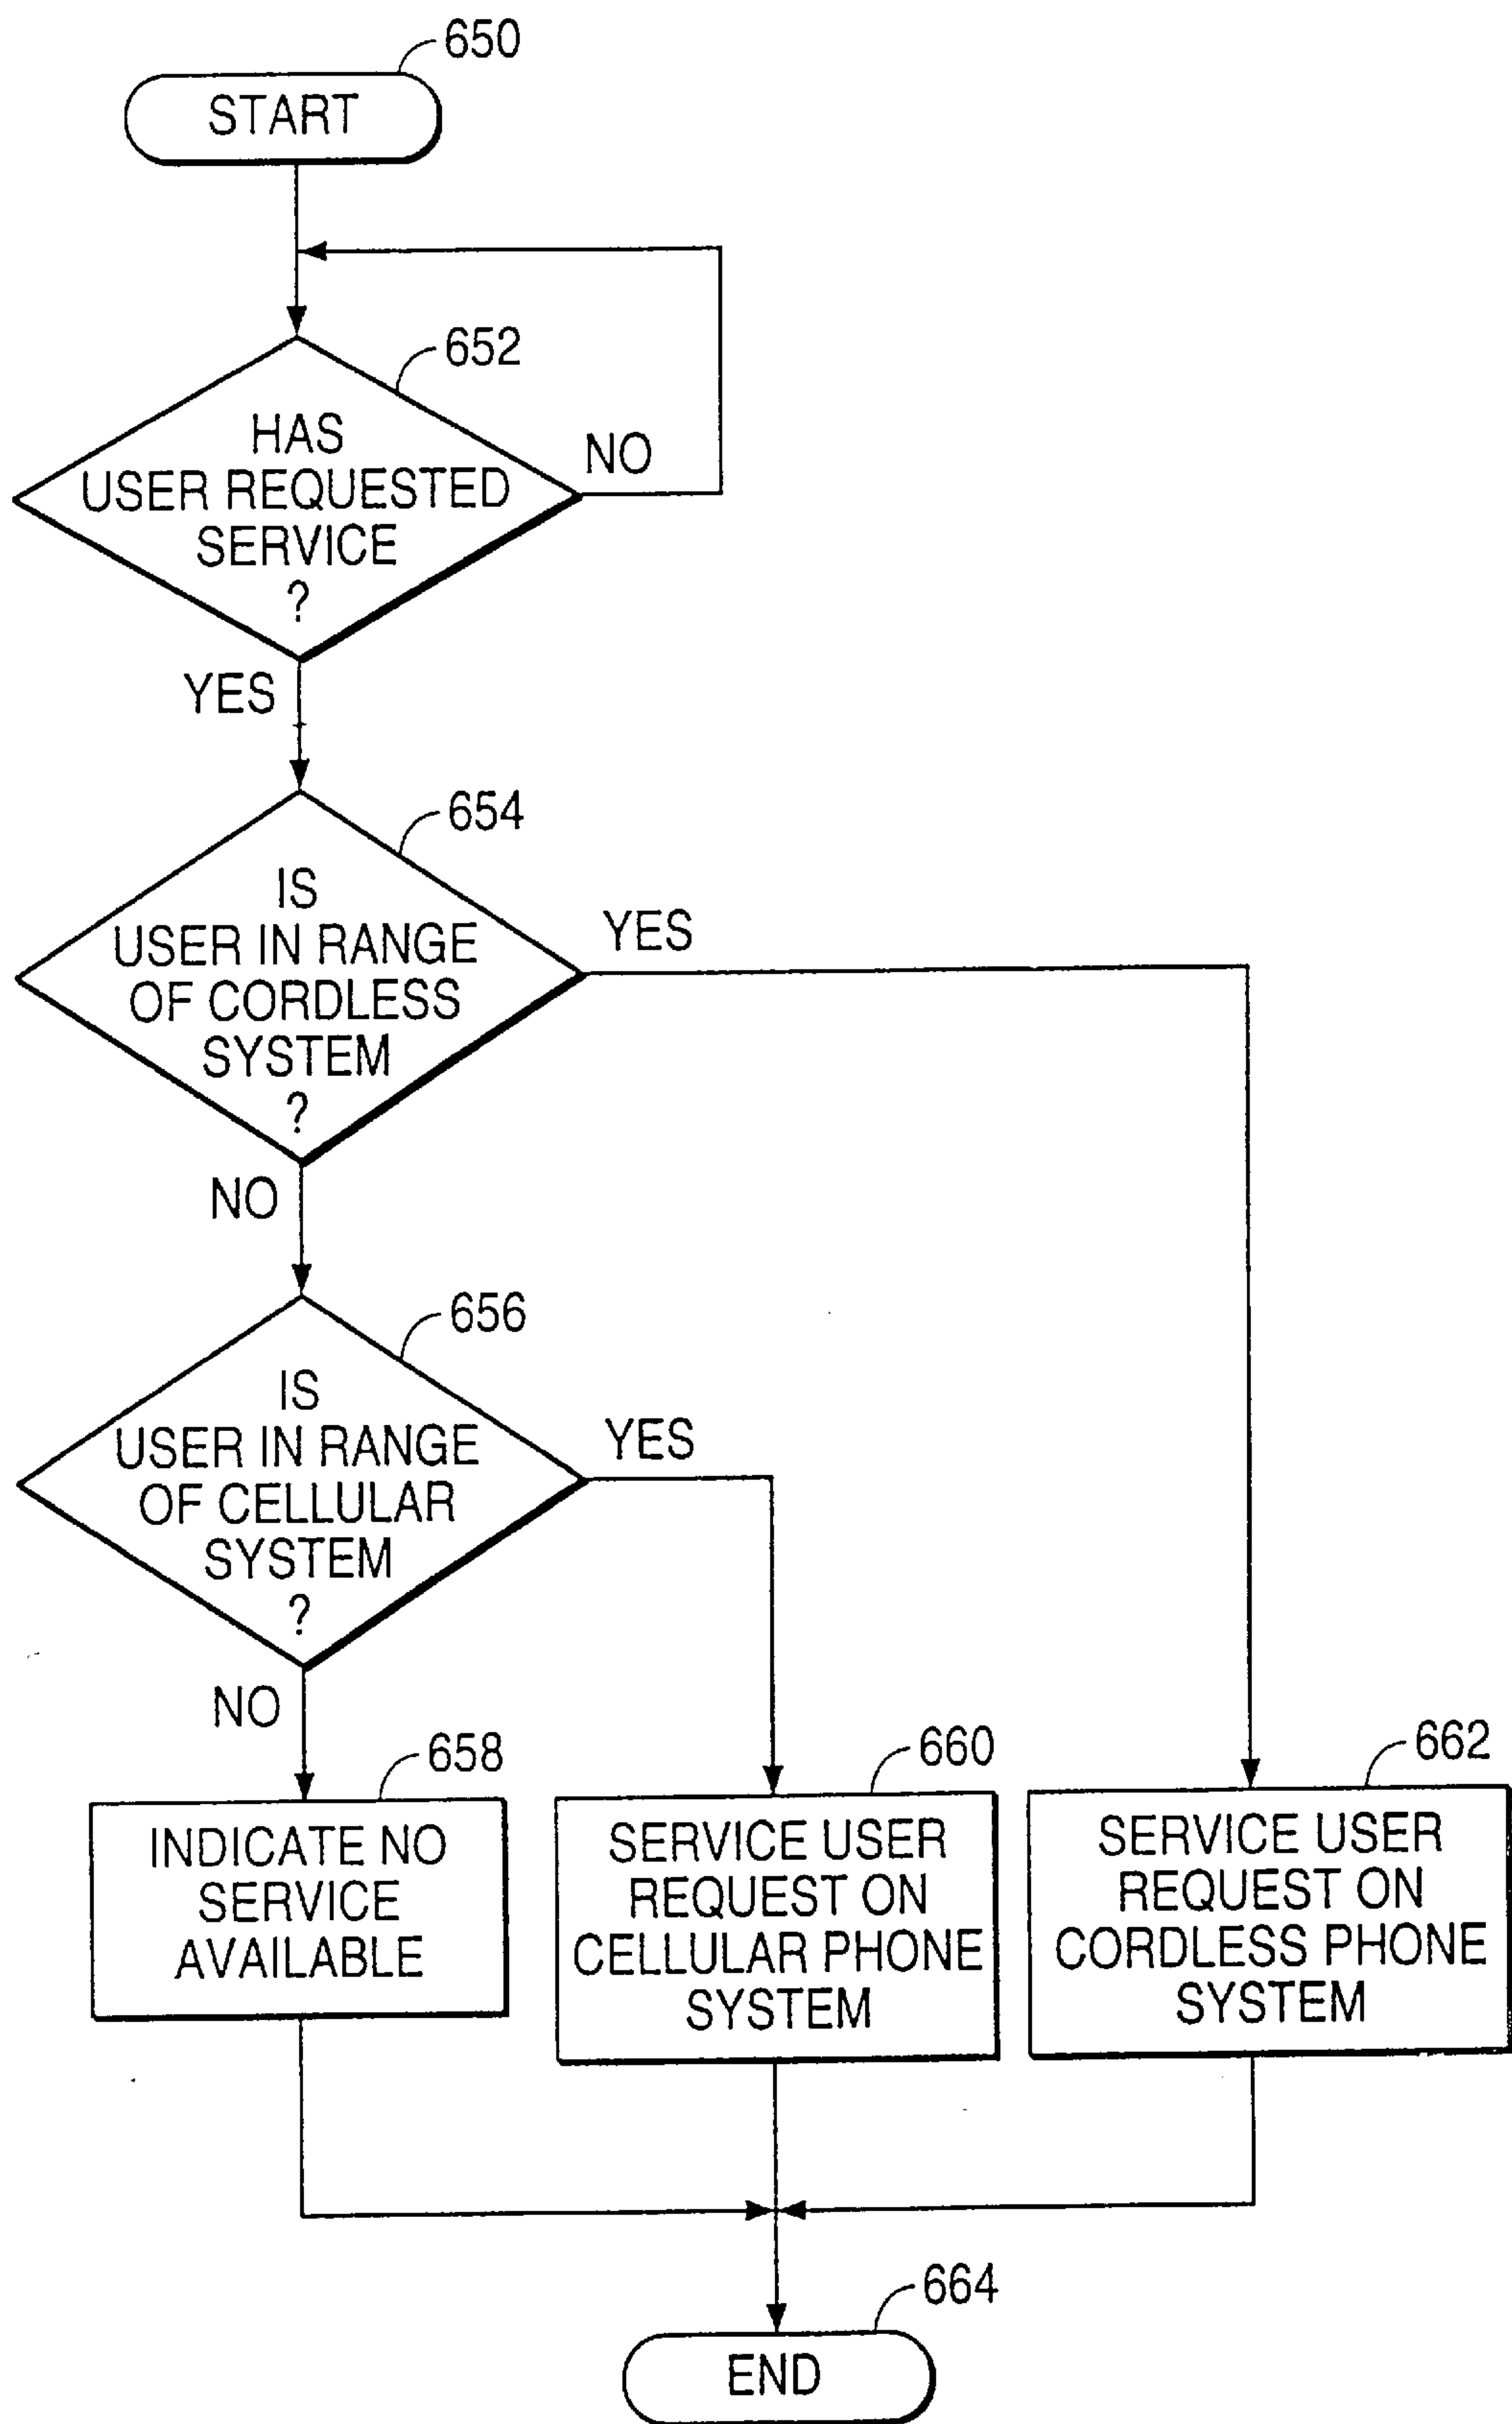 650
START
652
HAS
USER REQUESTED
SERVICE
?
NO
YES
654
IS
USER IN RANGE
OF CORDLESS
SYSTEM
?
YES
NO
656
IS
USER IN RANGE
OF CELLULAR
SYSTEM
?
YES
NO
658
INDICATE NO
SERVICE
AVAILABLE
660
SERVICE USER
REQUEST ON
CELLULAR PHONE
SYSTEM
662
SERVICE USER
REQUEST ON
CORDLESS PHONE
SYSTEM
664
END